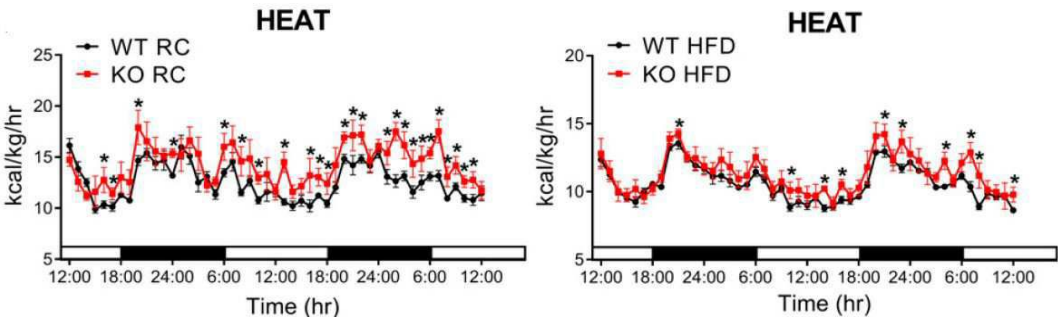 HEAT
WT RC
KO RC
kcal/kg/hr
25
20
15
10
5
* * * * * * * * * * * * * * * * * * * * * * *
12:00 18:00 24:00 6:00 12:00 18:00 24:00 6:00 12:00
Time (hr)
HEAT
WT HFD
KO HFD
kcal/kg/hr
20
15
10
5
* * * * * * * * * * *
12:00 18:00 24:00 6:00 12:00 18:00 24:00 6:00 12:00
Time (hr)